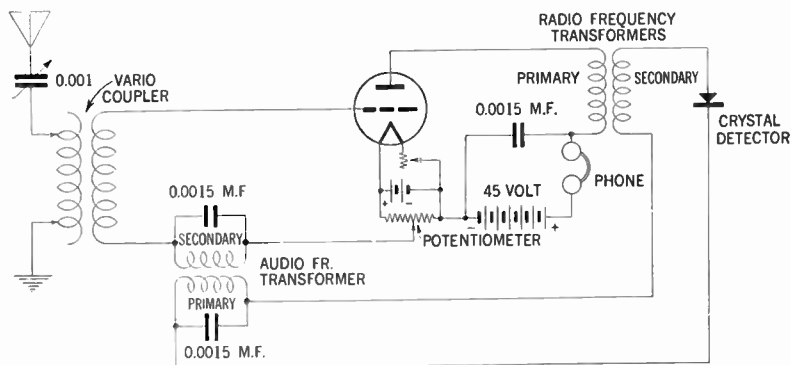 RADIO FREQUENCY
TRANSFORMERS
0.001
VARIO
COUPLER
PRIMARY
SECONDARY
0.0015 M.F.
CRYSTAL
DETECTOR
0.0015 M.F
45 VOLT
PHONE
+ −
− +
SECONDARY
POTENTIOMETER
AUDIO FR.
TRANSFORMER
PRIMARY
0.0015 M.F.